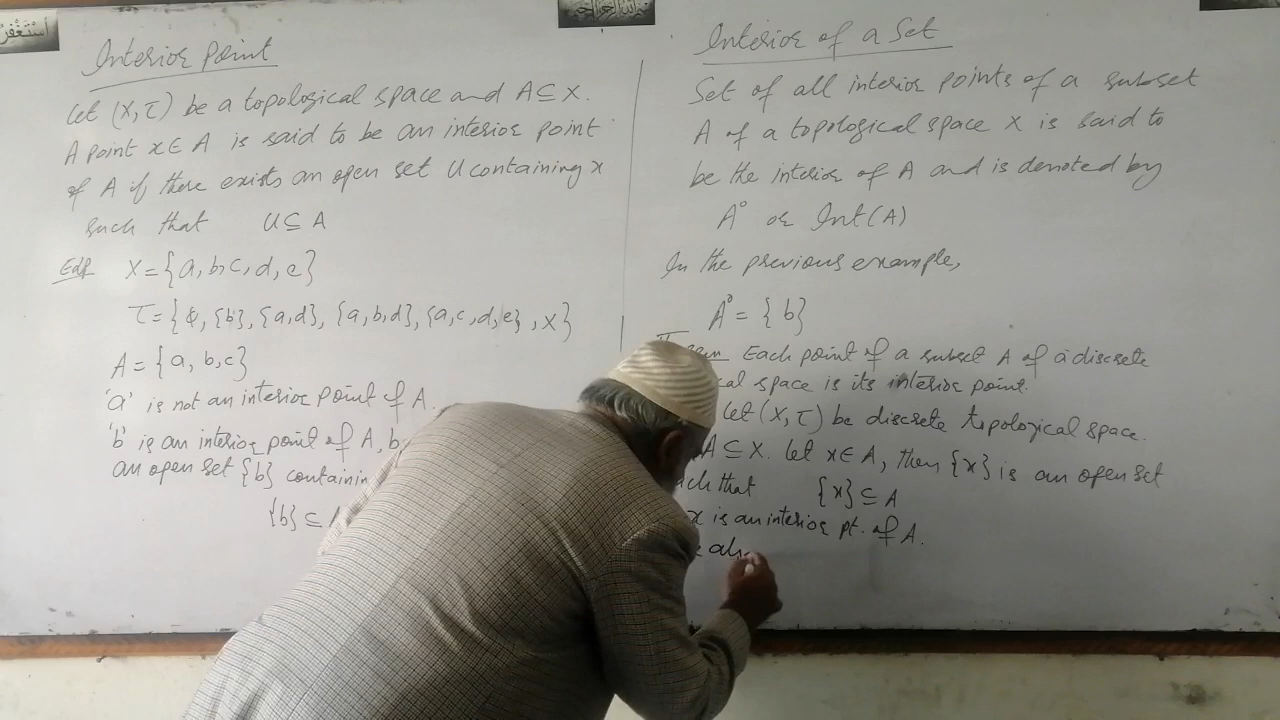 أستغفر
Interior Point
Let (X, τ) be a topological space and A ⊆ X.
A point x ∈ A is said to be an interior point
of A if there exists an open set U containing x
such that U ⊆ A
X = {a, b, c, d, e}
τ = {φ, {b}, {a,d}, {a,b,d}, {a,c,d,e}, X}
A = {a, b, c}
'a' is not an interior point of A.
'b' is an interior point of A, b
an open set {b} containin
{b} ⊆
Interior of a Set
Set of all interior points of a subset
A of a topological space X is said to
be the interior of A and is denoted by
A° or Int(A)
In the previous example,
A° = {b}
Each point of a subset A of a discrete
cal space is its interior point.
Let (X, τ) be discrete topological space.
A ⊆ X. Let x ∈ A, then {x} is an open set
ch that {x} ⊆ A
x is an interior pt. of A.